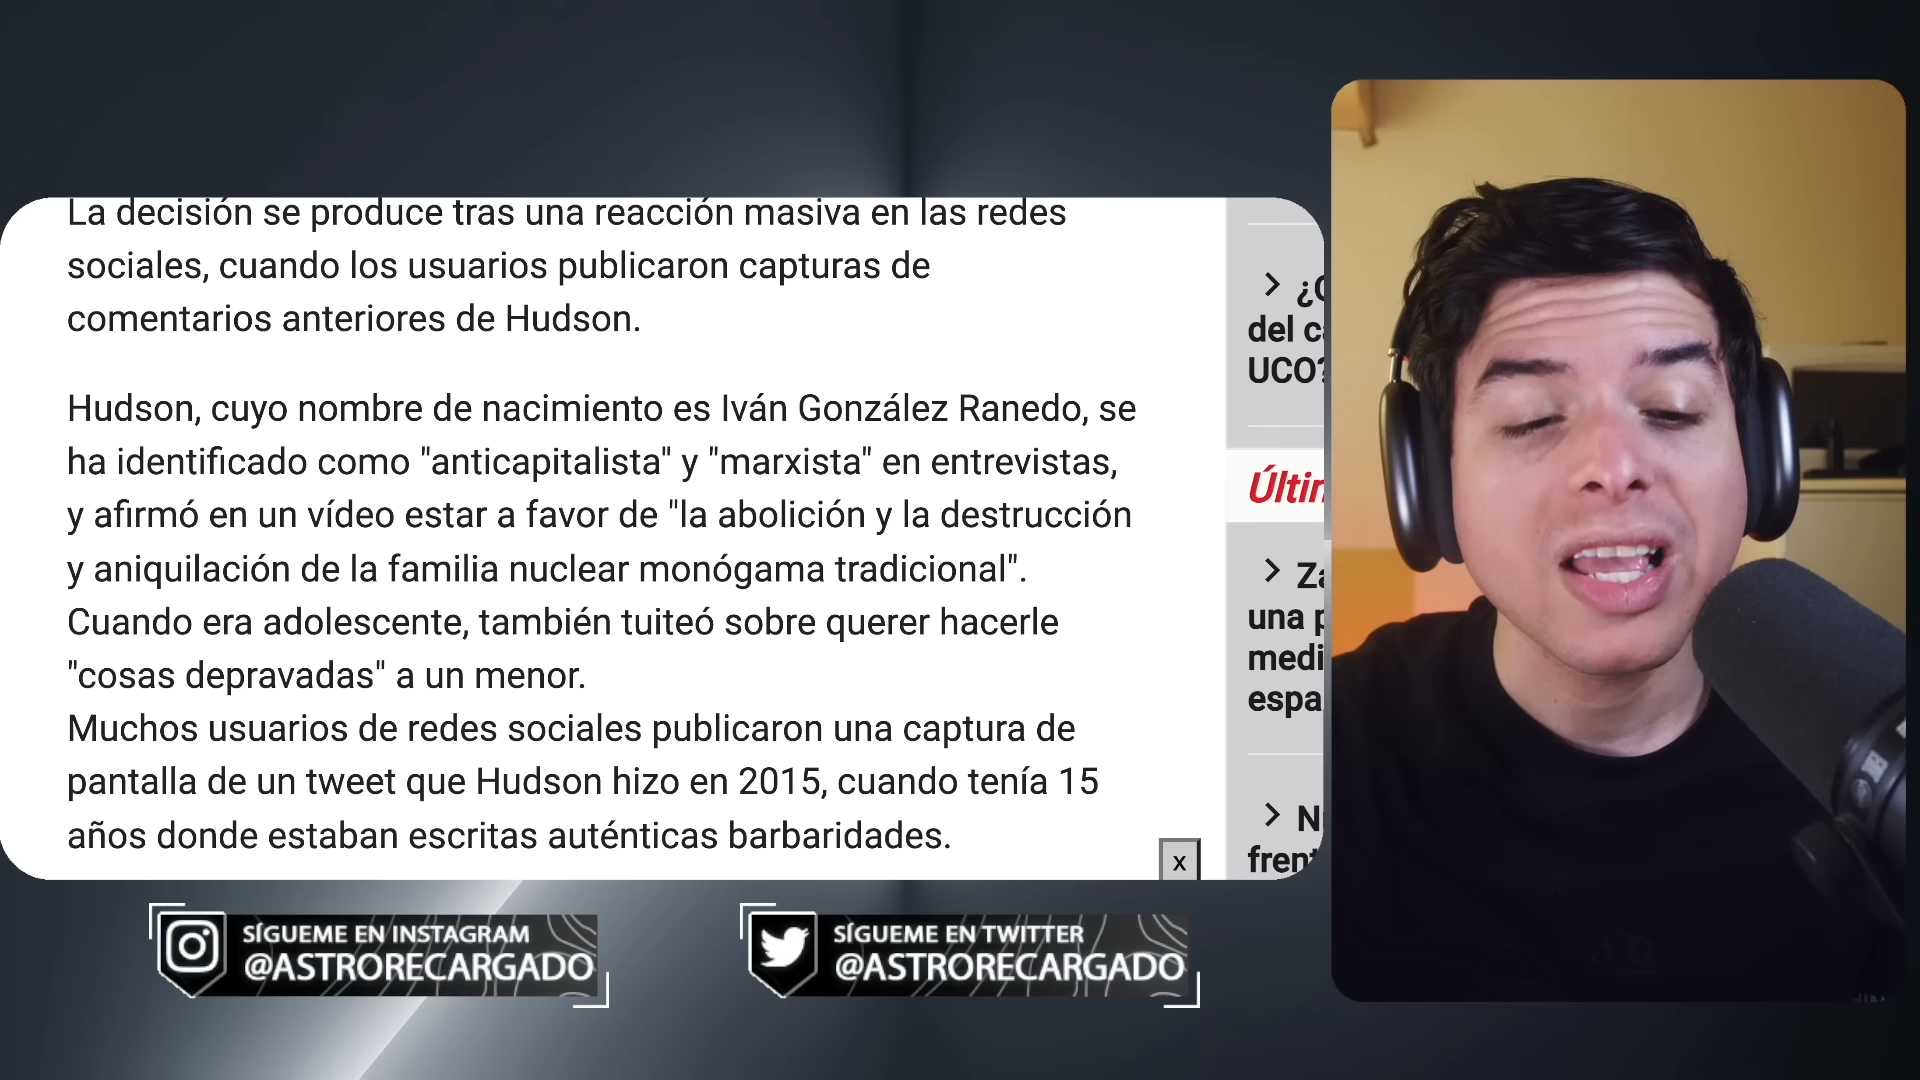 La decisión se produce tras una reacción masiva en las redes
sociales, cuando los usuarios publicaron capturas de
comentarios anteriores de Hudson.
Hudson, cuyo nombre de nacimiento es Iván González Ranedo, se
ha identificado como "anticapitalista" y "marxista" en entrevistas,
y afirmó en un vídeo estar a favor de "la abolición y la destrucción
y aniquilación de la familia nuclear monógama tradicional".
Cuando era adolescente, también tuiteó sobre querer hacerle
"cosas depravadas" a un menor.
Muchos usuarios de redes sociales publicaron una captura de
pantalla de un tweet que Hudson hizo en 2015, cuando tenía 15
años donde estaban escritas auténticas barbaridades.
x
del
UCO?
una
SÍGUEME EN INSTAGRAM
@ASTRORECARGADO
SÍGUEME EN TWITTER
@ASTRORECARGADO